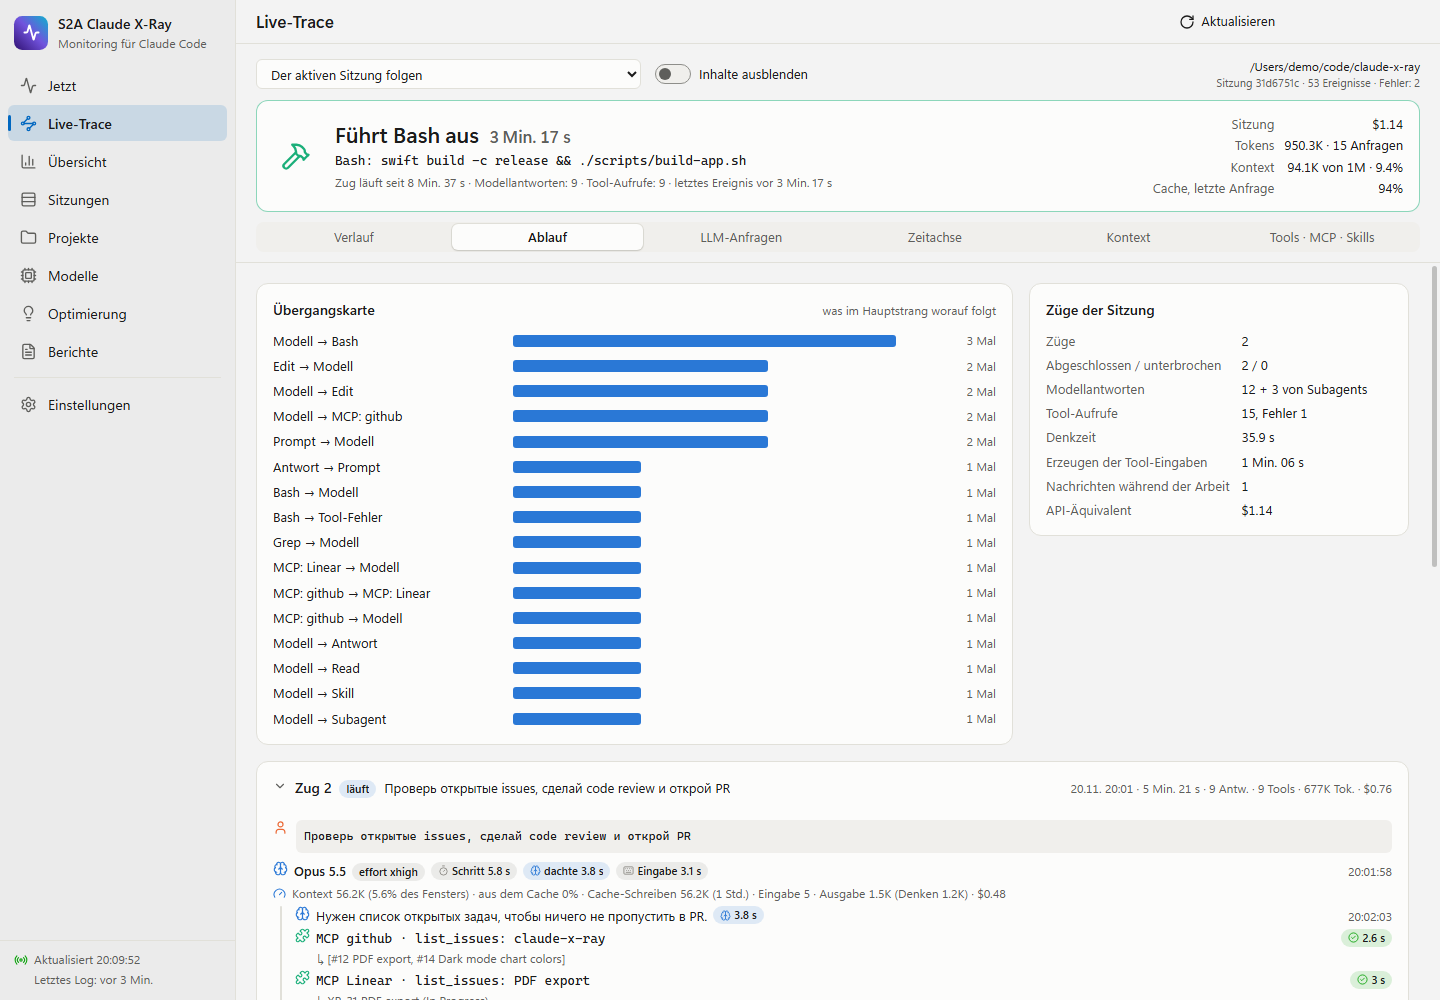 S2A Claude X-Ray
Monitoring für Claude Code
Jetzt
Live-Trace
Übersicht
Sitzungen
Projekte
Modelle
Optimierung
Berichte
Einstellungen
Aktualisiert 20:09:52
Letztes Log: vor 3 Min.
Live-Trace
Aktualisieren
Der aktiven Sitzung folgen
Inhalte ausblenden
/Users/demo/code/claude-x-ray
Sitzung 31d6751c · 53 Ereignisse · Fehler: 2
Führt Bash aus 3 Min. 17 s
Bash: swift build -c release && ./scripts/build-app.sh
Zug läuft seit 8 Min. 37 s · Modellantworten: 9 · Tool-Aufrufe: 9 · letztes Ereignis vor 3 Min. 17 s
Sitzung $1.14
Tokens 950.3K · 15 Anfragen
Kontext 94.1K von 1M · 9.4%
Cache, letzte Anfrage 94%
Verlauf
Ablauf
LLM-Anfragen
Zeitachse
Kontext
Tools · MCP · Skills
Übergangskarte
was im Hauptstrang worauf folgt
Modell → Bash 3 Mal
Edit → Modell 2 Mal
Modell → Edit 2 Mal
Modell → MCP: github 2 Mal
Prompt → Modell 2 Mal
Antwort → Prompt 1 Mal
Bash → Modell 1 Mal
Bash → Tool-Fehler 1 Mal
Grep → Modell 1 Mal
MCP: Linear → Modell 1 Mal
MCP: github → MCP: Linear 1 Mal
MCP: github → Modell 1 Mal
Modell → Antwort 1 Mal
Modell → Read 1 Mal
Modell → Skill 1 Mal
Modell → Subagent 1 Mal
Züge der Sitzung
Züge 2
Abgeschlossen / unterbrochen 2 / 0
Modellantworten 12 + 3 von Subagents
Tool-Aufrufe 15, Fehler 1
Denkzeit 35.9 s
Erzeugen der Tool-Eingaben 1 Min. 06 s
Nachrichten während der Arbeit 1
API-Äquivalent $1.14
Zug 2 läuft Проверь открытые issues, сделай code review и открой PR
20.11. 20:01 · 5 Min. 21 s · 9 Antw. · 9 Tools · 677K Tok. · $0.76
Проверь открытые issues, сделай code review и открой PR
Opus 5.5 effort xhigh Schritt 5.8 s dachte 3.8 s Eingabe 3.1 s 20:01:58
Kontext 56.2K (5.6% des Fensters) · aus dem Cache 0% · Cache-Schreiben 56.2K (1 Std.) · Eingabe 5 · Ausgabe 1.5K (Denken 1.2K) · $0.48
Нужен список открытых задач, чтобы ничего не пропустить в PR. 3.8 s 20:02:03
MCP github · list_issues: claude-x-ray 2.6 s
↳ [#12 PDF export, #14 Dark mode chart colors]
MCP Linear · list_issues: PDF export 3 s